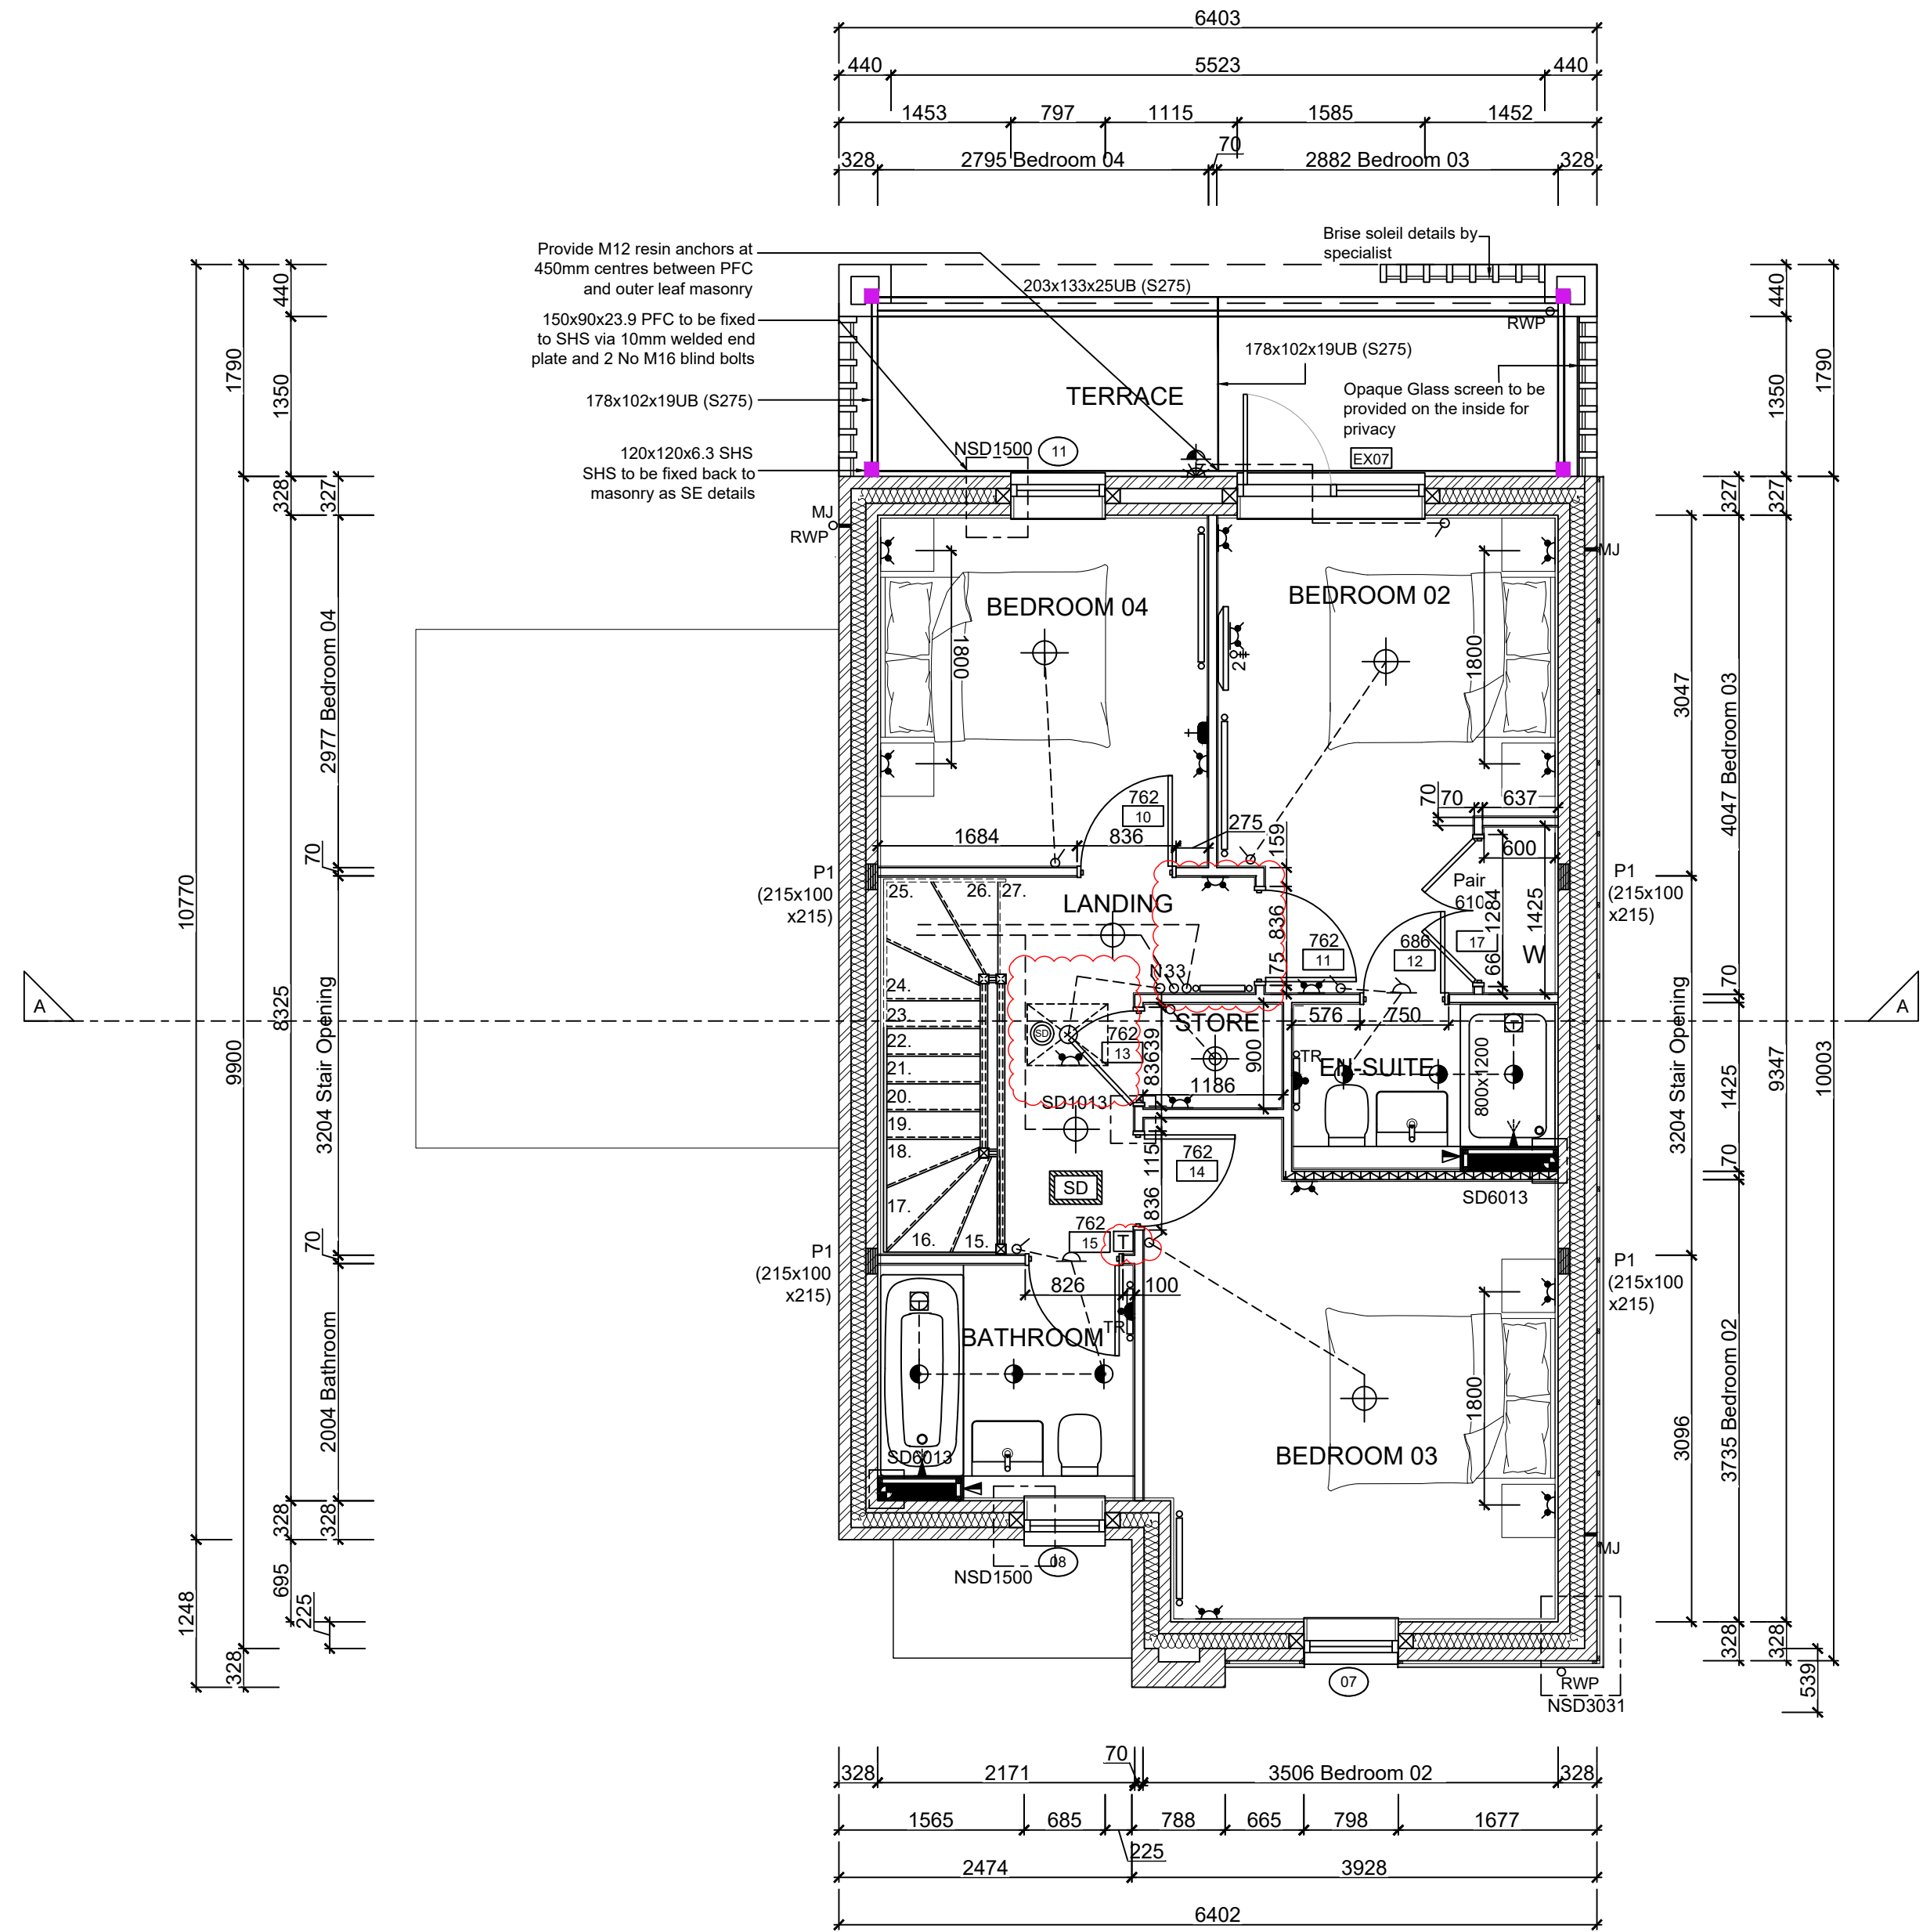 6403
440
5523
440
1453
797
1115
1585
1452
70
328
2795 Bedroom 04
2882 Bedroom 03
328
Provide M12 resin anchors at
450mm centres between PFC
and outer leaf masonry
150x90x23.9 PFC to be fixed
to SHS via 10mm welded end
plate and 2 No M16 blind bolts
178x102x19UB (S275)
120x120x6.3 SHS
SHS to be fixed back to
masonry as SE details
Brise soleil details by
specialist
203x133x25UB (S275)
RWP
178x102x19UB (S275)
Opaque Glass screen to be
provided on the inside for
privacy
TERRACE
NSD1500
11
EX07
MJ
RWP
MJ
10770
1248
1790
9900
328
440
1350
328
8325
328
695
225
327
2977 Bedroom 04
70
3204 Stair Opening
70
2004 Bathroom
328
BEDROOM 04
1800
BEDROOM 02
1800
2
762
10
1684
836
275
159
70
70
637
600
P1
(215x100
x215)
P1
(215x100
x215)
25.
26.
27.
LANDING
836
75
762
11
686
12
Pair
610
1284
66
1425
17
W
N33
24.
23.
22.
21.
20.
19.
18.
17.
16.
15.
A
A
SD
762
13
STORE
836
39
900
1186
576
750
TR
EN-SUITE
800x1200
T
SD1013
SD
762
14
115
836
SD6013
762
15
T
P1
(215x100
x215)
P1
(215x100
x215)
826
100
TR
BATHROOM
SD6013
1800
BEDROOM 03
NSD1500
08
07
MJ
RWP
NSD3031
3047
3204 Stair Opening
3096
327
4047 Bedroom 03
70
1425
70
3735 Bedroom 02
328
440
1350
327
9347
328
539
1790
10003
70
328
2171
3506 Bedroom 02
328
1565
685
788
665
798
1677
225
2474
3928
6402